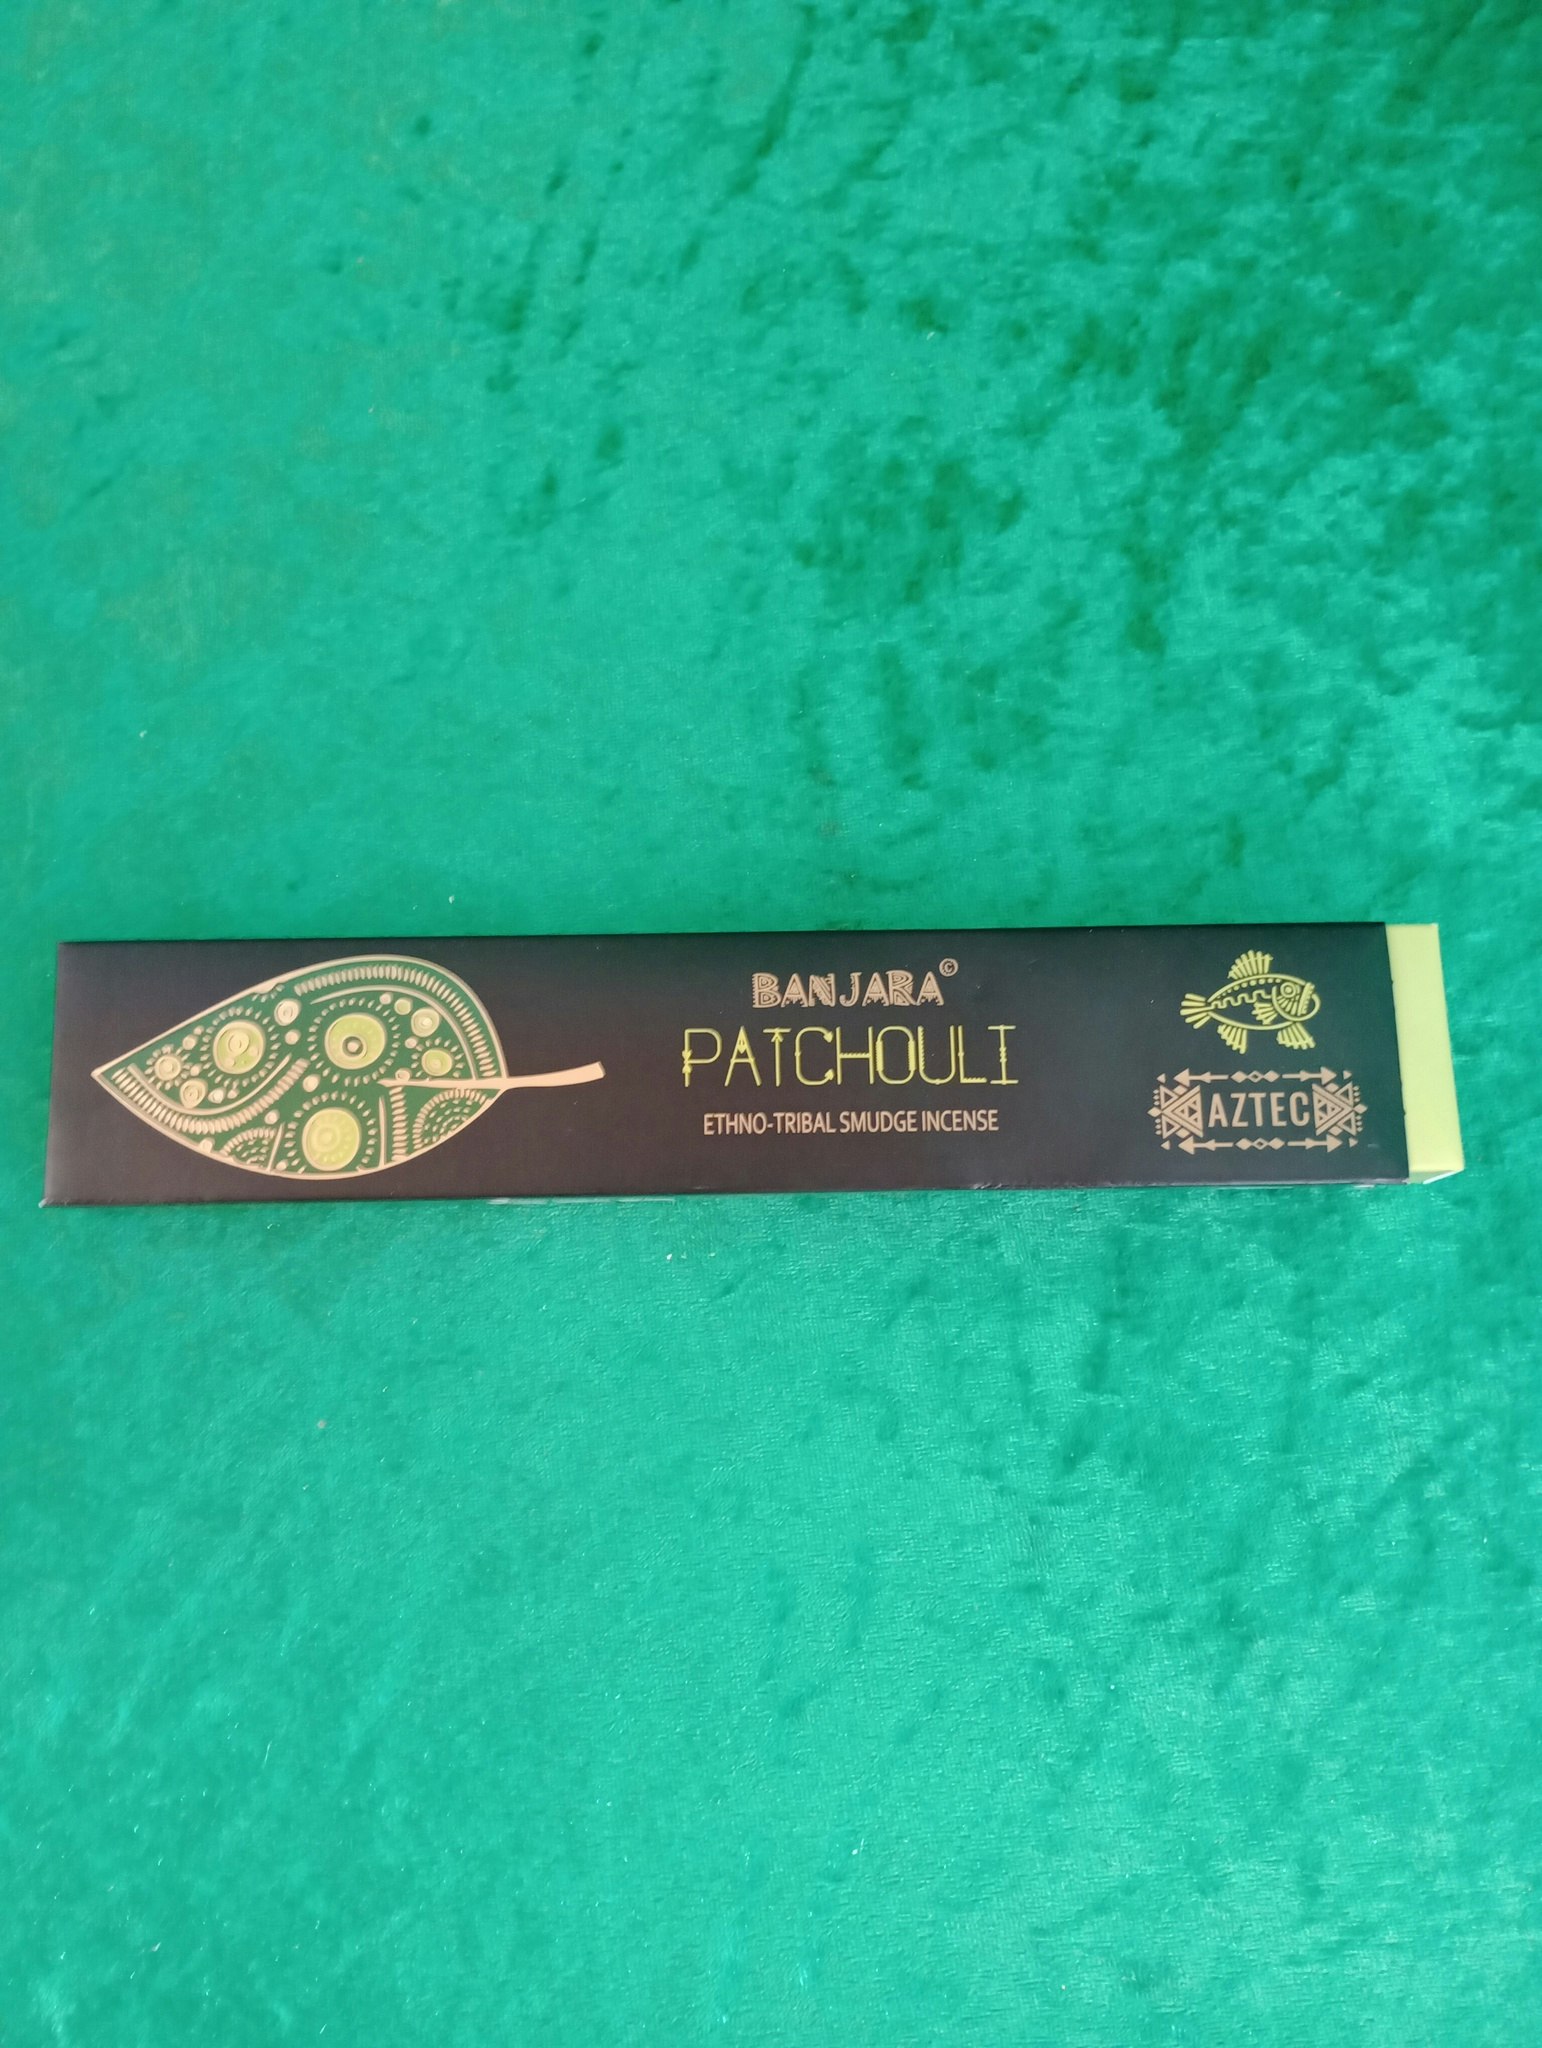 BANJARA©
PATCHOULI
ETHNO-TRIBAL SMUDGE INCENSE
AZTEC